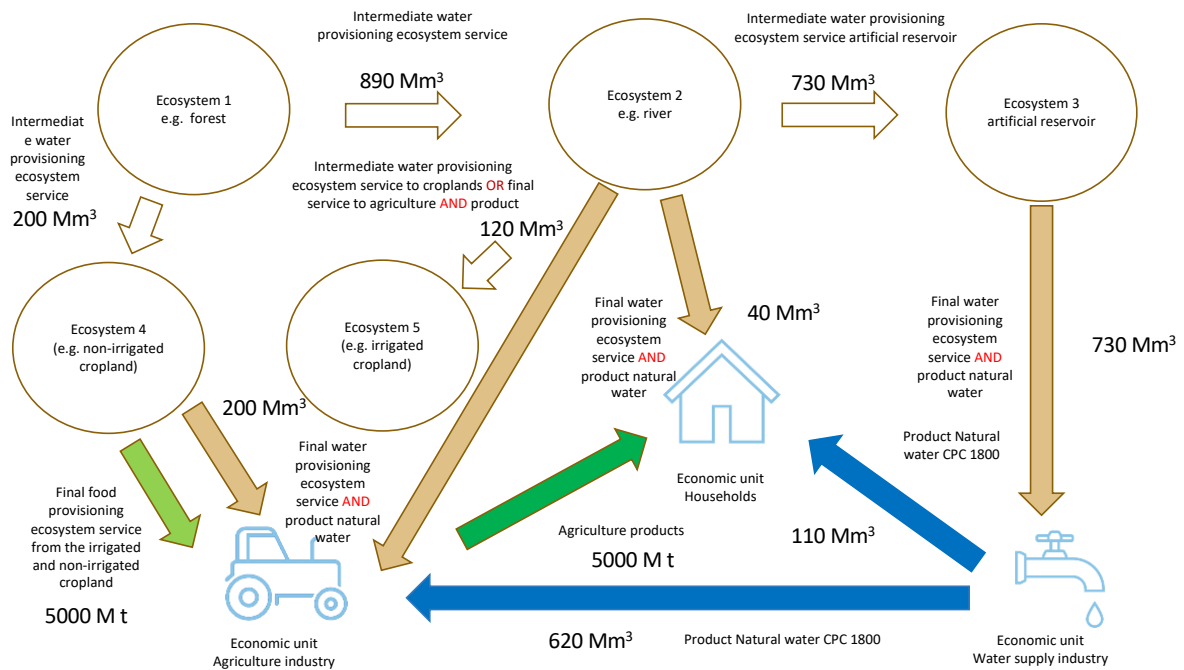 Intermediate water
provisioning ecosystem service
890 Mm³
Intermediate water provisioning
ecosystem service artificial reservoir
730 Mm³
Ecosystem 1
e.g. forest
Ecosystem 2
e.g. river
Ecosystem 3
artificial reservoir
Intermediat
e water
provisioning
ecosystem
service
200 Mm³
Intermediate water provisioning
ecosystem service to croplands OR final
service to agriculture AND product
120 Mm³
Ecosystem 4
(e.g. non-irrigated
cropland)
Ecosystem 5
(e.g. irrigated
cropland)
Final water
provisioning
ecosystem
service AND
product natural
water
40 Mm³
Final water
provisioning
ecosystem
service AND
product natural
water
730 Mm³
200 Mm³
Final water
provisioning
ecosystem
service AND
product natural
water
Product Natural
water CPC 1800
Economic unit
Households
Final food
provisioning
ecosystem service
from the irrigated
and non-irrigated
cropland
5000 M t
Agriculture products
5000 M t
110 Mm³
Economic unit
Agriculture industry
620 Mm³
Product Natural water CPC 1800
Economic unit
Water supply industry